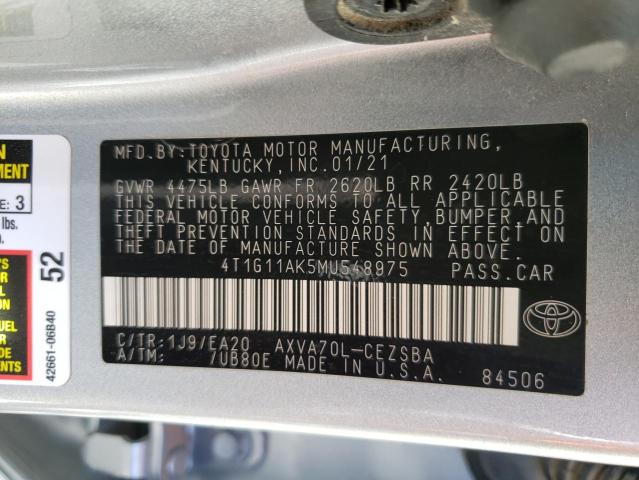 MFD.BY:TOYOTA MOTOR MANUFACTURING,
KENTUCKY, INC.01/21
GVWR 4475LB GAWR FR 2620LB RR 2420LB
THIS VEHICLE CONFORMS TO ALL APPLICABLE
FEDERAL MOTOR VEHICLE SAFETY,BUMPER,AND
THEFT PREVENTION STANDARDS IN EFFECT ON
THE DATE OF MANUFACTURE SHOWN ABOVE.
4T1G11AK5MU548975 PASS.CAR
C/TR:1J9/EA20 AXVA70L-CEZSBA
A/TM: 7UB80E MADE IN U.S.A. 84506
E: 3
lbs.
52
42661-06B40